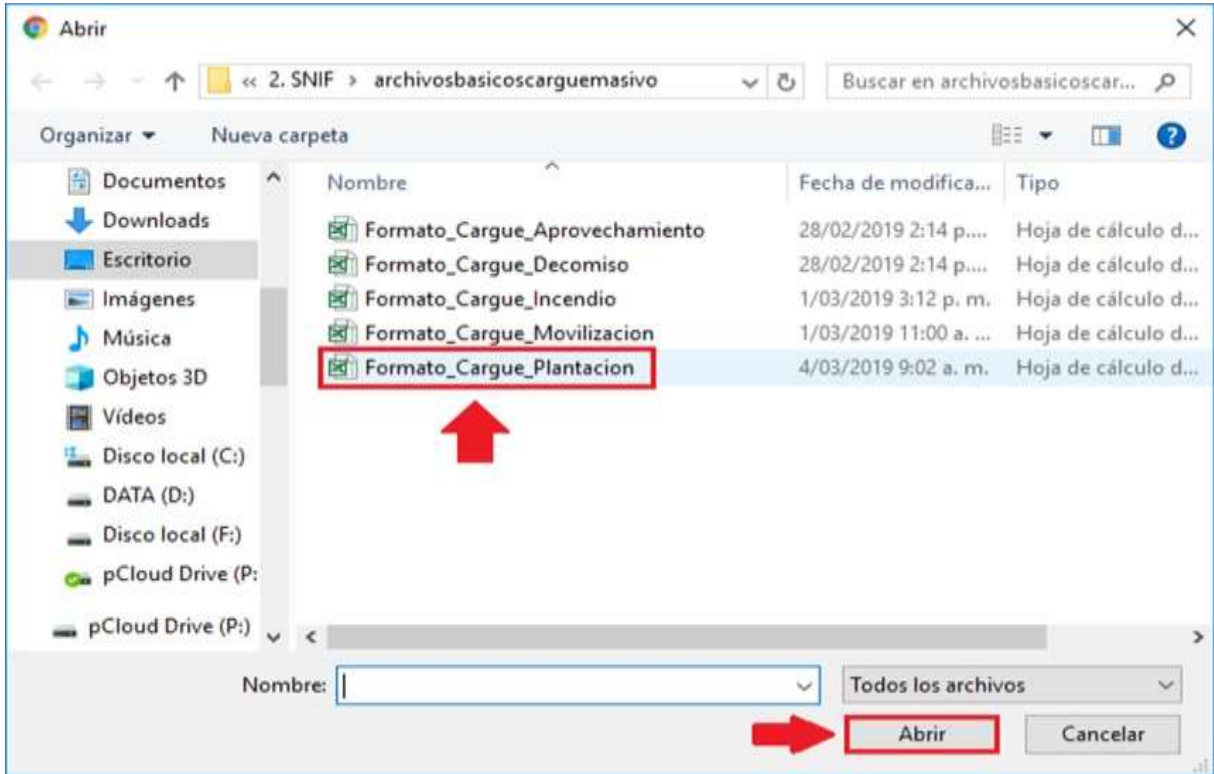 Abrir
« 2. SNIF > archivosbasicoscarguemasivo Buscar en archivosbasicoscar...
Organizar Nueva carpeta
Documentos
Downloads
Escritorio
Imágenes
Música
Objetos 3D
Vídeos
Disco local (C:)
DATA (D:)
Disco local (F:)
pCloud Drive (P:
pCloud Drive (P:)
Nombre Fecha de modifica... Tipo
Formato_Cargue_Aprovechamiento 28/02/2019 2:14 p.... Hoja de cálculo d...
Formato_Cargue_Decomiso 28/02/2019 2:14 p.... Hoja de cálculo d...
Formato_Cargue_Incendio 1/03/2019 3:12 p. m. Hoja de cálculo d...
Formato_Cargue_Movilizacion 1/03/2019 11:00 a. ... Hoja de cálculo d...
Formato_Cargue_Plantacion 4/03/2019 9:02 a. m. Hoja de cálculo d...
Nombre: Todos los archivos
Abrir Cancelar